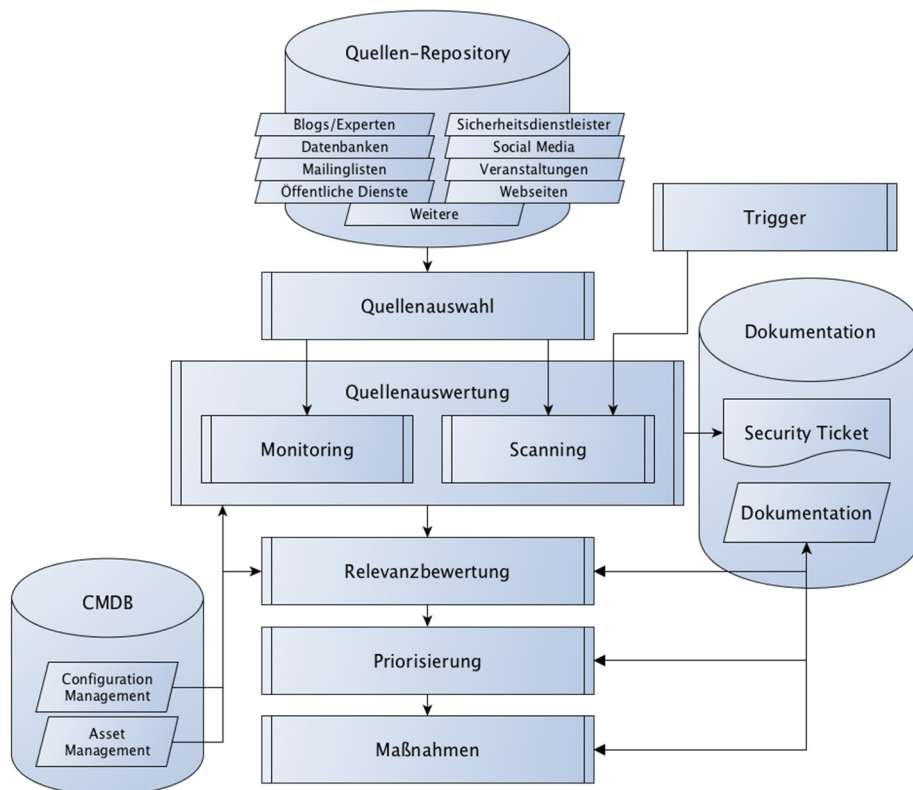 Quellen-Repository
Blogs/Experten
Sicherheitsdienstleister
Datenbanken
Social Media
Mailinglisten
Veranstaltungen
Öffentliche Dienste
Webseiten
Weitere
Trigger
Quellenauswahl
Dokumentation
Quellenauswertung
Monitoring
Scanning
Security Ticket
Dokumentation
Relevanzbewertung
CMDB
Configuration
Management
Asset
Management
Priorisierung
Maßnahmen